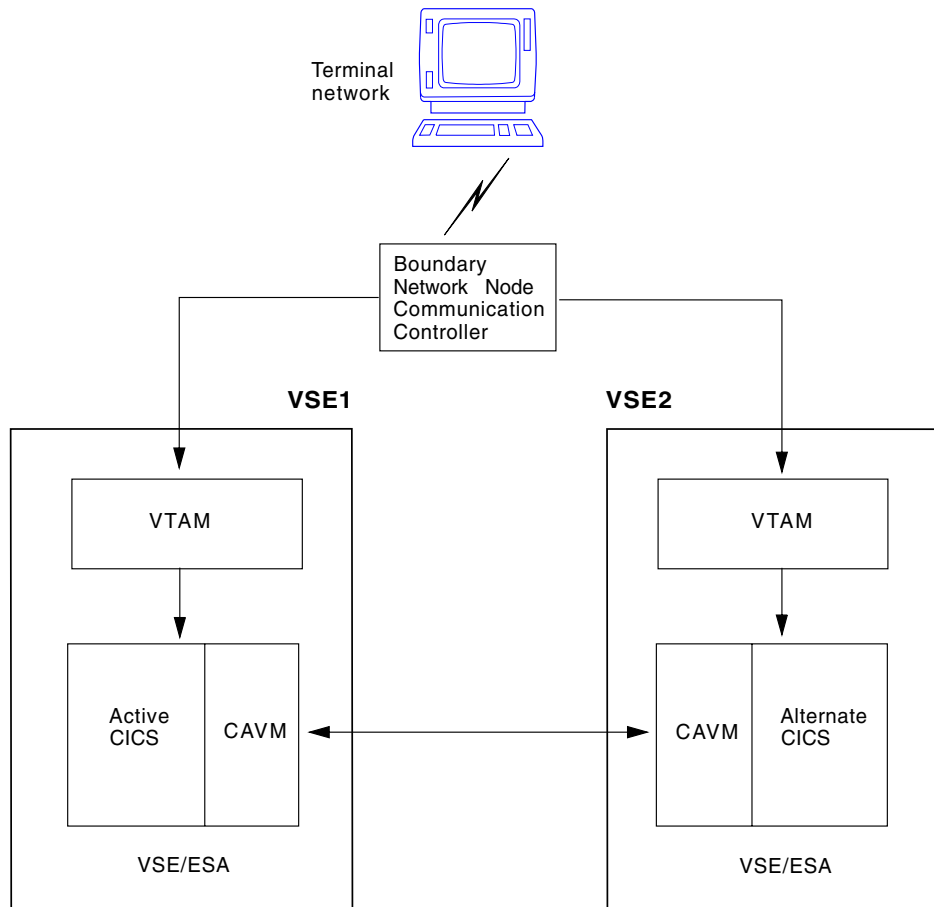 Terminal
network
Boundary
Network Node
Communication
Controller
VSE1
VSE2
VTAM
VTAM
Active
CICS
CAVM
CAVM
Alternate
CICS
VSE/ESA
VSE/ESA